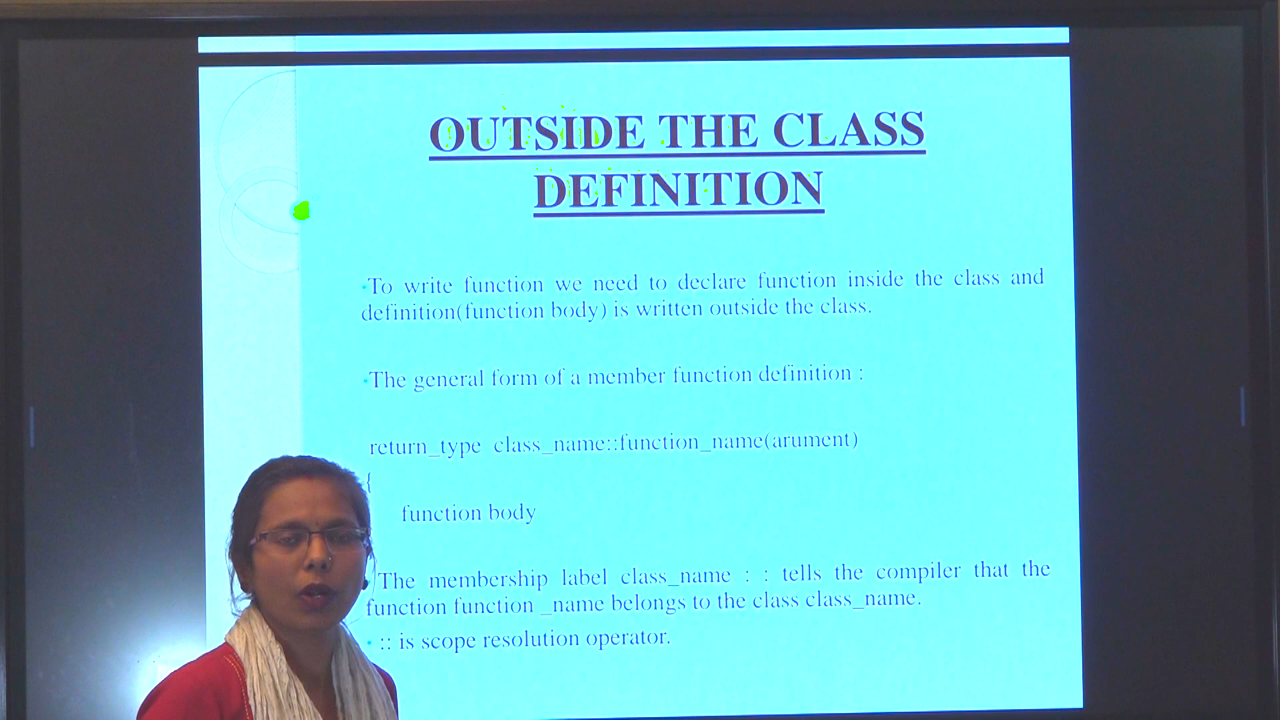 OUTSIDE THE CLASS
DEFINITION
•To write function we need to declare function inside the class and
definition(function body) is written outside the class.
•The general form of a member function definition :
return_type class_name::function_name(arument)
{
function body
The membership label class_name : : tells the compiler that the
function function _name belongs to the class class_name.
• :: is scope resolution operator.